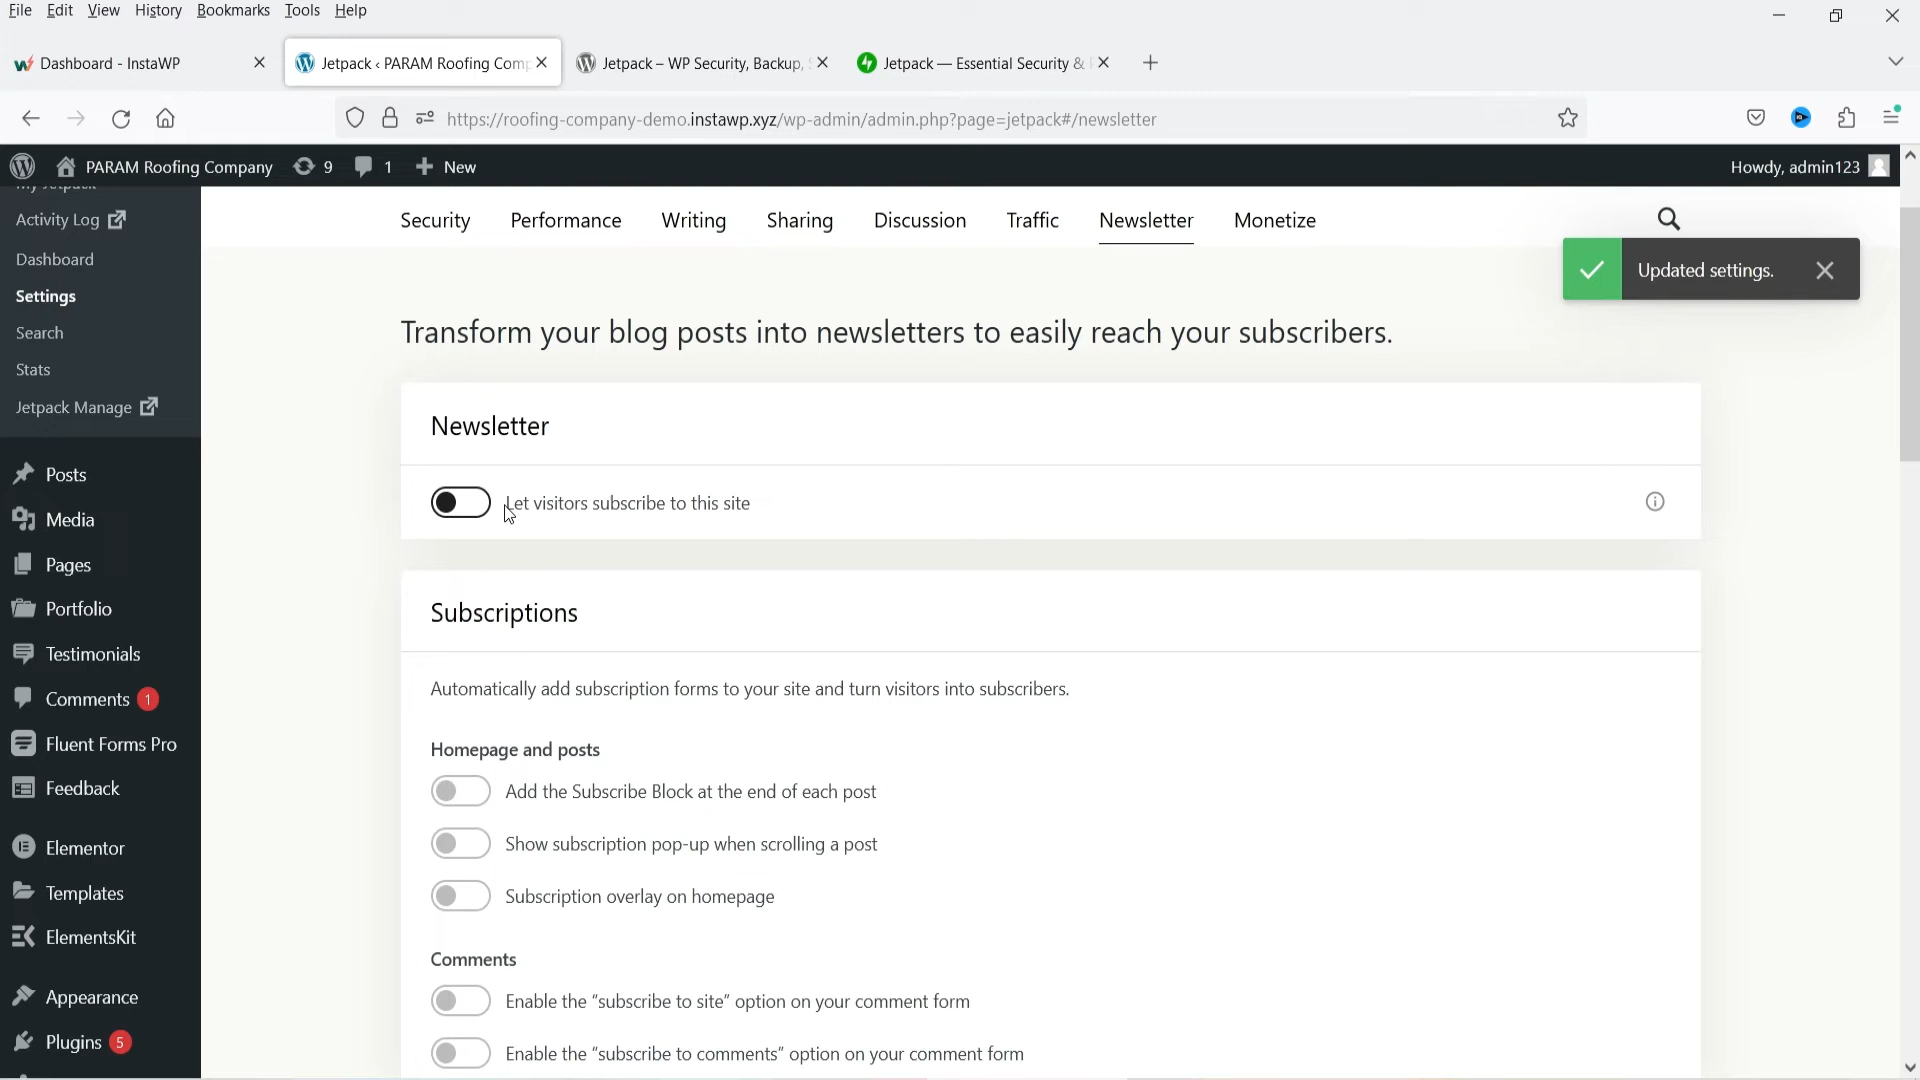 File Edit View History Bookmarks Tools Help
Dashboard - InstaWP
Jetpack ‹ PARAM Roofing Comp
Jetpack – WP Security, Backup,
Jetpack — Essential Security &
https://roofing-company-demo.instawp.xyz/wp-admin/admin.php?page=jetpack#/newsletter
PARAM Roofing Company 9 1 New
Howdy, admin123
My Jetpack
Activity Log
Dashboard
Settings
Search
Stats
Jetpack Manage
Posts
Media
Pages
Portfolio
Testimonials
Comments 1
Fluent Forms Pro
Feedback
Elementor
Templates
ElementsKit
Appearance
Plugins 5
Security Performance Writing Sharing Discussion Traffic Newsletter Monetize
Updated settings.
Transform your blog posts into newsletters to easily reach your subscribers.
Newsletter
Let visitors subscribe to this site
Subscriptions
Automatically add subscription forms to your site and turn visitors into subscribers.
Homepage and posts
Add the Subscribe Block at the end of each post
Show subscription pop-up when scrolling a post
Subscription overlay on homepage
Comments
Enable the “subscribe to site” option on your comment form
Enable the “subscribe to comments” option on your comment form